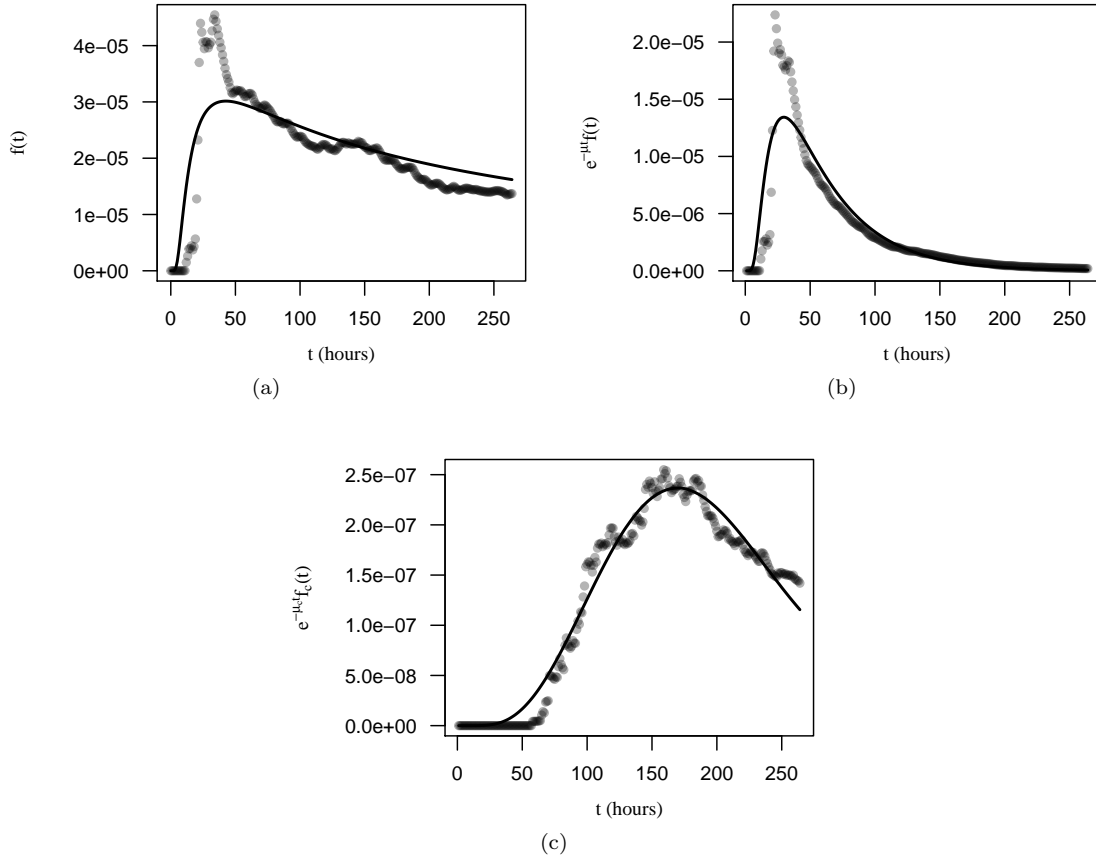 4e−05
3e−05
2e−05
1e−05
0e+00
f(t)
0 50 100 150 200 250
t (hours)
(a)
2.0e−05
1.5e−05
1.0e−05
5.0e−06
0.0e+00
e⁻μᵗf(t)
0 50 100 150 200 250
t (hours)
(b)
2.5e−07
2.0e−07
1.5e−07
1.0e−07
5.0e−08
0.0e+00
e^−μ_c t f_c(t)
0 50 100 150 200 250
t (hours)
(c)